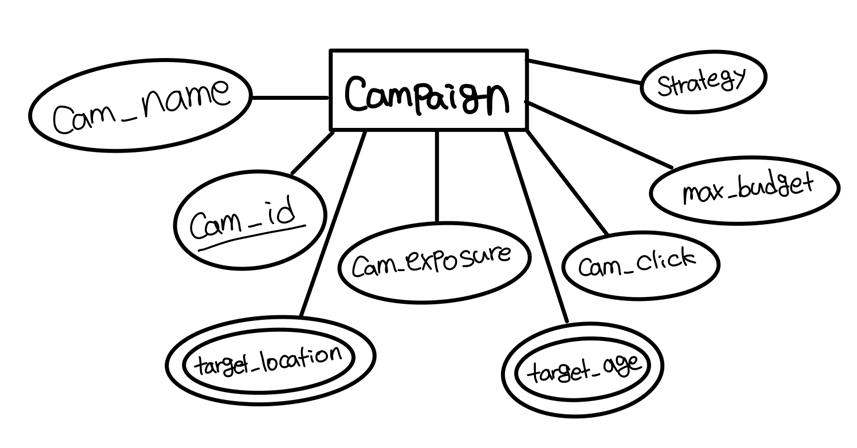 Campaign
Strategy
Cam_name
max_budget
Cam_id
Cam_exposure
Cam_click
target_location
target_age